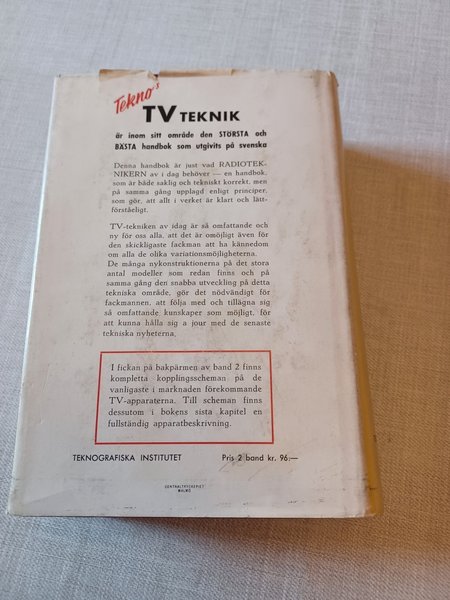 Tekno's
TV TEKNIK
är inom sitt område den STÖRSTA och
BÄSTA handbok som utgivits på svenska
Denna handbok är just vad RADIOTEK-
NIKERN av i dag behöver — en handbok,
som är både saklig och tekniskt korrekt, men
på samma gång upplagd enligt principer,
som gör, att allt i verket är klart och lätt-
förståeligt.
TV-tekniken av idag är så omfattande och
ny för oss alla, att det är omöjligt även för
den skickligaste fackman att ha kännedom
om alla de olika variationsmöjligheterna.
De många nykonstruktionerna på det stora
antal modeller som redan finns och på
samma gång den snabba utveckling på detta
tekniska område, gör det nödvändigt för
fackmannen, att följa med och tillägna sig
så omfattande kunskaper som möjligt, för
att kunna hålla sig a jour med de senaste
tekniska nyheterna.
I fickan på bakpärmen av band 2 finns
kompletta kopplingsscheman på de
vanligaste i marknaden förekommande
TV-apparaterna. Till scheman finns
dessutom i bokens sista kapitel en
fullständig apparatbeskrivning.
TEKNOGRAFISKA INSTITUTET Pris 2 band kr. 96;—
CENTRALTRYCKERIET
MALMÖ